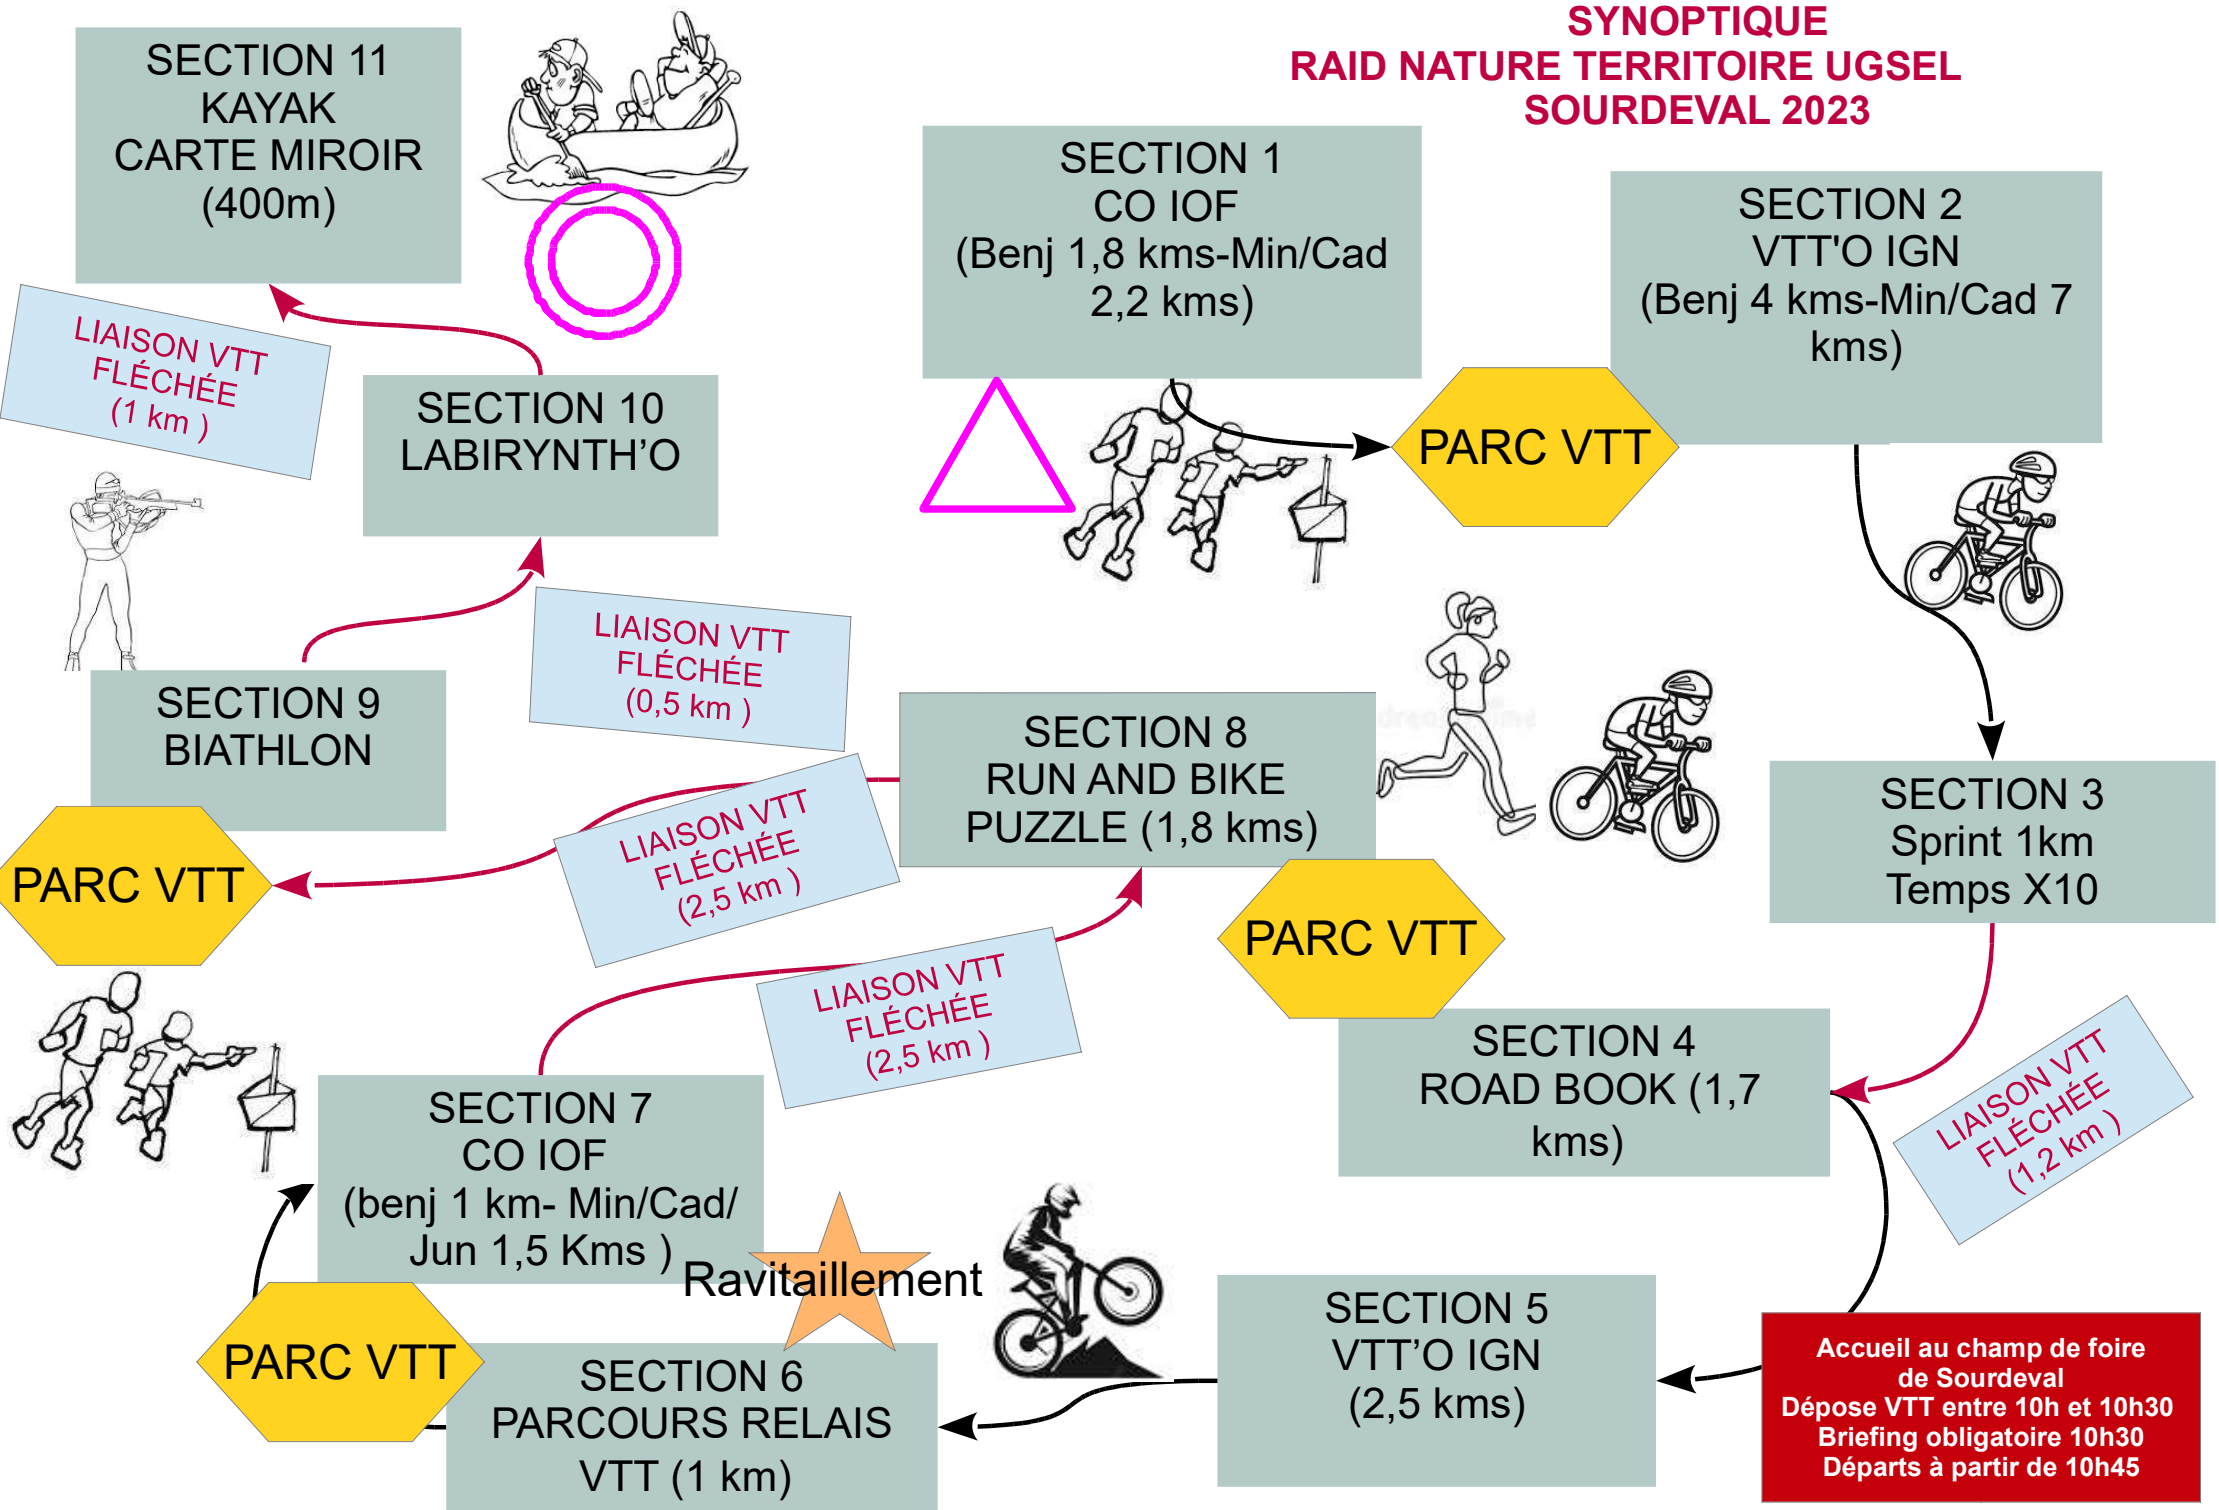 SYNOPTIQUE
RAID NATURE TERRITOIRE UGSEL
SOURDEVAL 2023
SECTION 1
CO IOF
(Benj 1,8 kms-Min/Cad
2,2 kms)
PARC VTT
SECTION 2
VTT'O IGN
(Benj 4 kms-Min/Cad 7
kms)
SECTION 3
Sprint 1km
Temps X10
LIAISON VTT
FLÉCHÉE
(1,2 km )
SECTION 4
ROAD BOOK (1,7
kms)
SECTION 5
VTT’O IGN
(2,5 kms)
SECTION 6
PARCOURS RELAIS
VTT (1 km)
PARC VTT
Ravitaillement
SECTION 7
CO IOF
(benj 1 km- Min/Cad/
Jun 1,5 Kms )
LIAISON VTT
FLÉCHÉE
(2,5 km )
SECTION 8
RUN AND BIKE
PUZZLE (1,8 kms)
PARC VTT
LIAISON VTT
FLÉCHÉE
(2,5 km )
PARC VTT
SECTION 9
BIATHLON
LIAISON VTT
FLÉCHÉE
(0,5 km )
SECTION 10
LABIRYNTH’O
LIAISON VTT
FLÉCHÉE
(1 km )
SECTION 11
KAYAK
CARTE MIROIR
(400m)
Accueil au champ de foire
de Sourdeval
Dépose VTT entre 10h et 10h30
Briefing obligatoire 10h30
Départs à partir de 10h45